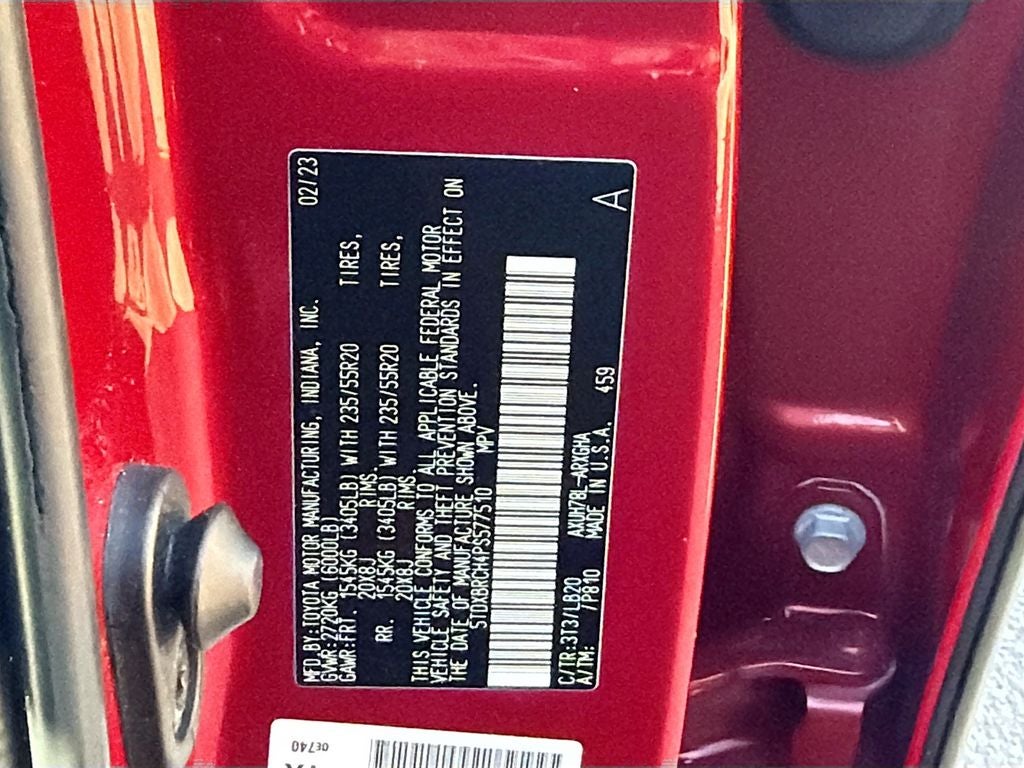 MFD.BY:TOYOTA MOTOR MANUFACTURING, INDIANA, INC. 02/23
GVWR:2720KG (6000LB)
GAWR:FRT. 1545KG (3405LB) WITH 235/55R20 TIRES,
20X8J RIMS.
RR. 1545KG (3405LB) WITH 235/55R20 TIRES,
20X8J RIMS.
THIS VEHICLE CONFORMS TO ALL APPLICABLE FEDERAL MOTOR
VEHICLE SAFETY AND THEFT PREVENTION STANDARDS IN EFFECT ON
THE DATE OF MANUFACTURE SHOWN ABOVE.
5TDXBRCH4PS577510 MPV
C/TR:3T3/LB20 AXUH78L-ARXGHA 459
A/TM: /P810 MADE IN U.S.A. A
OE740